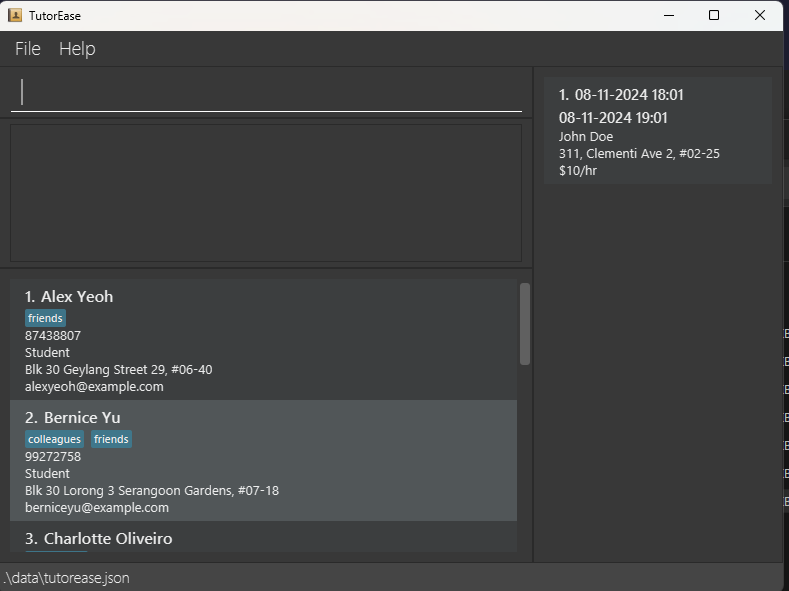 TutorEase
File Help
1. Alex Yeoh
friends
87438807
Student
Blk 30 Geylang Street 29, #06-40
alexyeoh@example.com
2. Bernice Yu
colleagues friends
99272758
Student
Blk 30 Lorong 3 Serangoon Gardens, #07-18
berniceyu@example.com
3. Charlotte Oliveiro
1. 08-11-2024 18:01
08-11-2024 19:01
John Doe
311, Clementi Ave 2, #02-25
$10/hr
.\data\tutorease.json